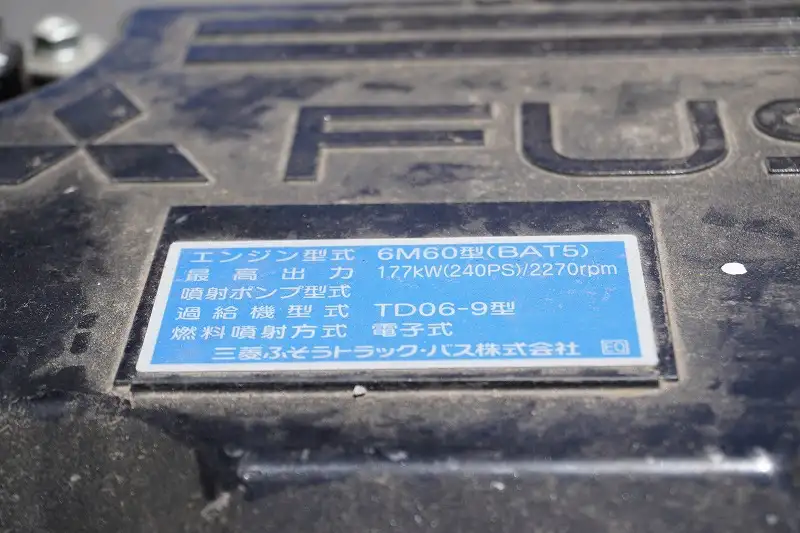 FUS
エンジン型式 6M60型(BAT5)
最高出力 177kW(240PS)/2270rpm
噴射ポンプ型式
過給機型式 TD06-9型
燃料噴射方式 電子式
三菱ふそうトラック・バス株式会社 EQ